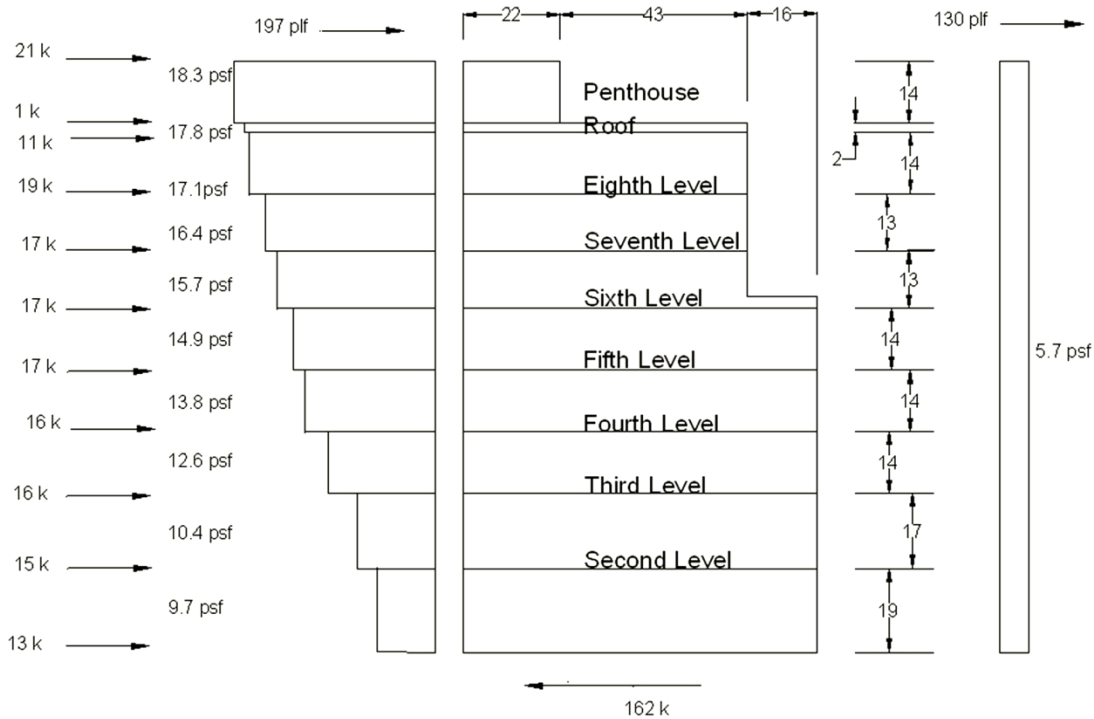 22 43 16
197 plf
130 plf
21 k
18.3 psf
Penthouse
14
1 k
17.8 psf
Roof
11 k
2
14
19 k
17.1psf
Eighth Level
16.4 psf
13
17 k
Seventh Level
15.7 psf
13
17 k
Sixth Level
14.9 psf
14
5.7 psf
17 k
Fifth Level
13.8 psf
14
16 k
Fourth Level
12.6 psf
14
16 k
Third Level
10.4 psf
17
15 k
Second Level
9.7 psf
19
13 k
162 k